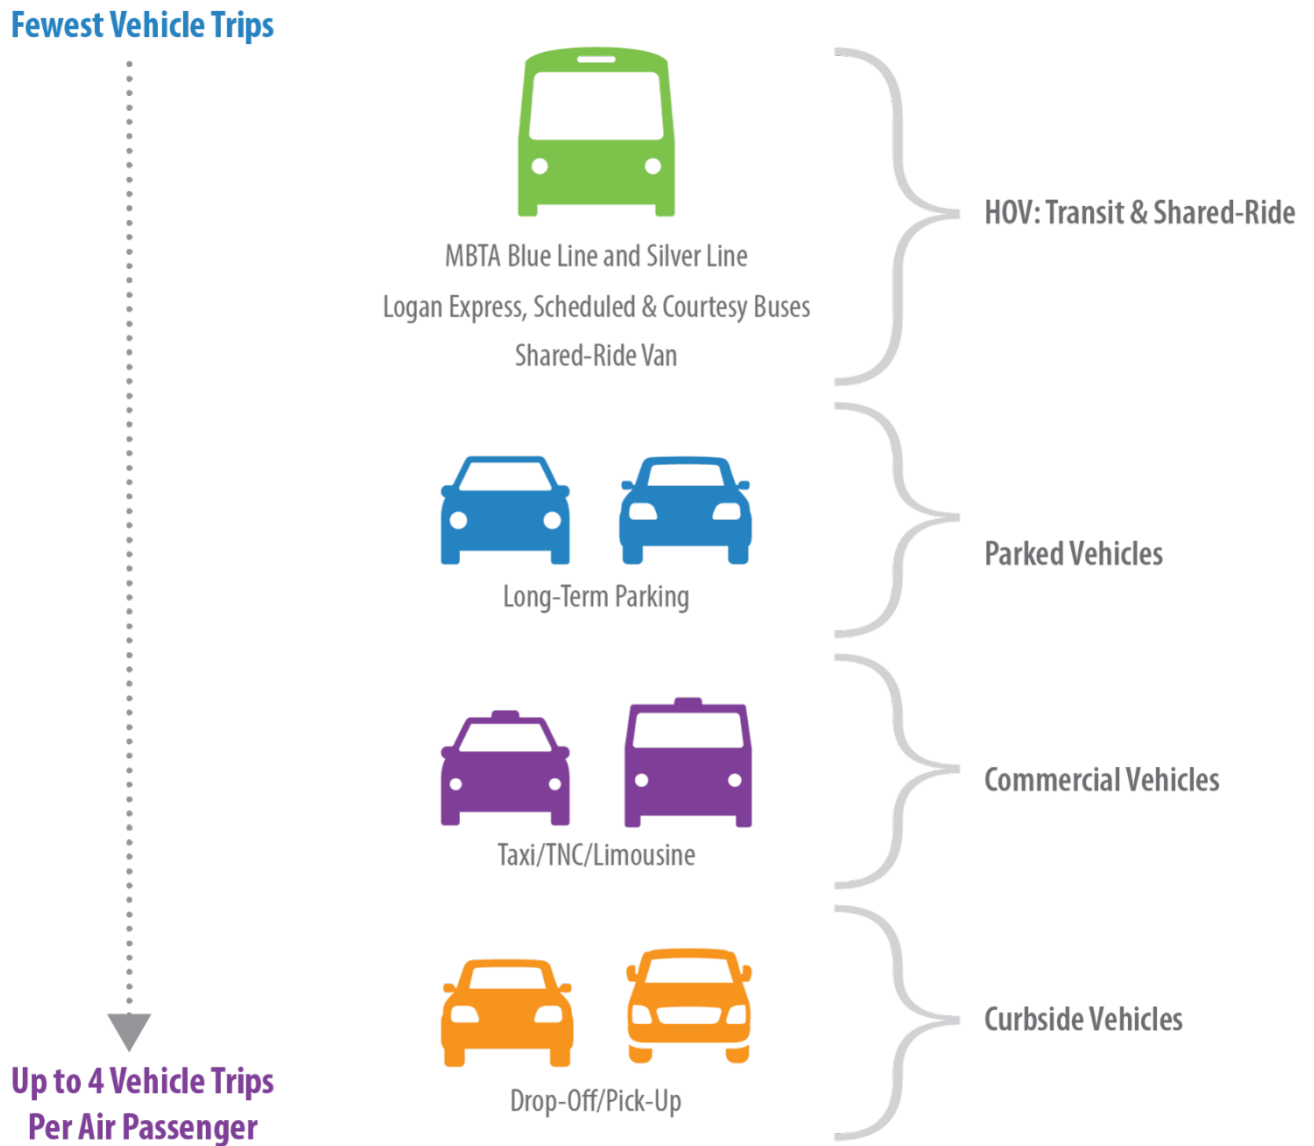 Fewest Vehicle Trips
MBTA Blue Line and Silver Line
Logan Express, Scheduled & Courtesy Buses
Shared-Ride Van
HOV: Transit & Shared-Ride
Long-Term Parking
Parked Vehicles
Taxi/TNC/Limousine
Commercial Vehicles
Drop-Off/Pick-Up
Curbside Vehicles
Up to 4 Vehicle Trips
Per Air Passenger